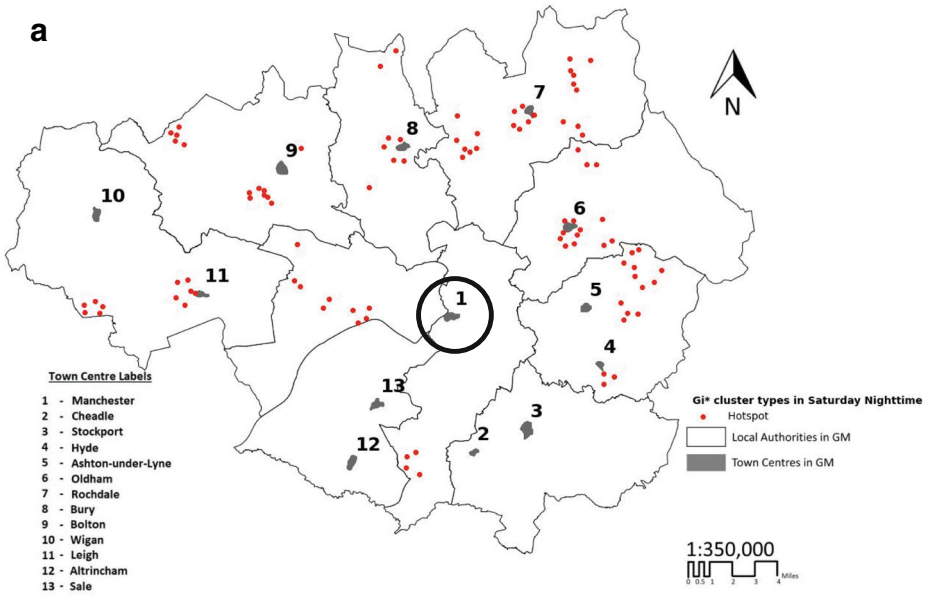 a
7
8
9
10
6
11
1
5
4
13
3
2
12
N
Town Centre Labels
1 - Manchester
2 - Cheadle
3 - Stockport
4 - Hyde
5 - Ashton-under-Lyne
6 - Oldham
7 - Rochdale
8 - Bury
9 - Bolton
10 - Wigan
11 - Leigh
12 - Altrincham
13 - Sale
Gi* cluster types in Saturday Nighttime
Hotspot
Local Authorities in GM
Town Centres in GM
1:350,000
0 0.5 1 2 3 4 Miles